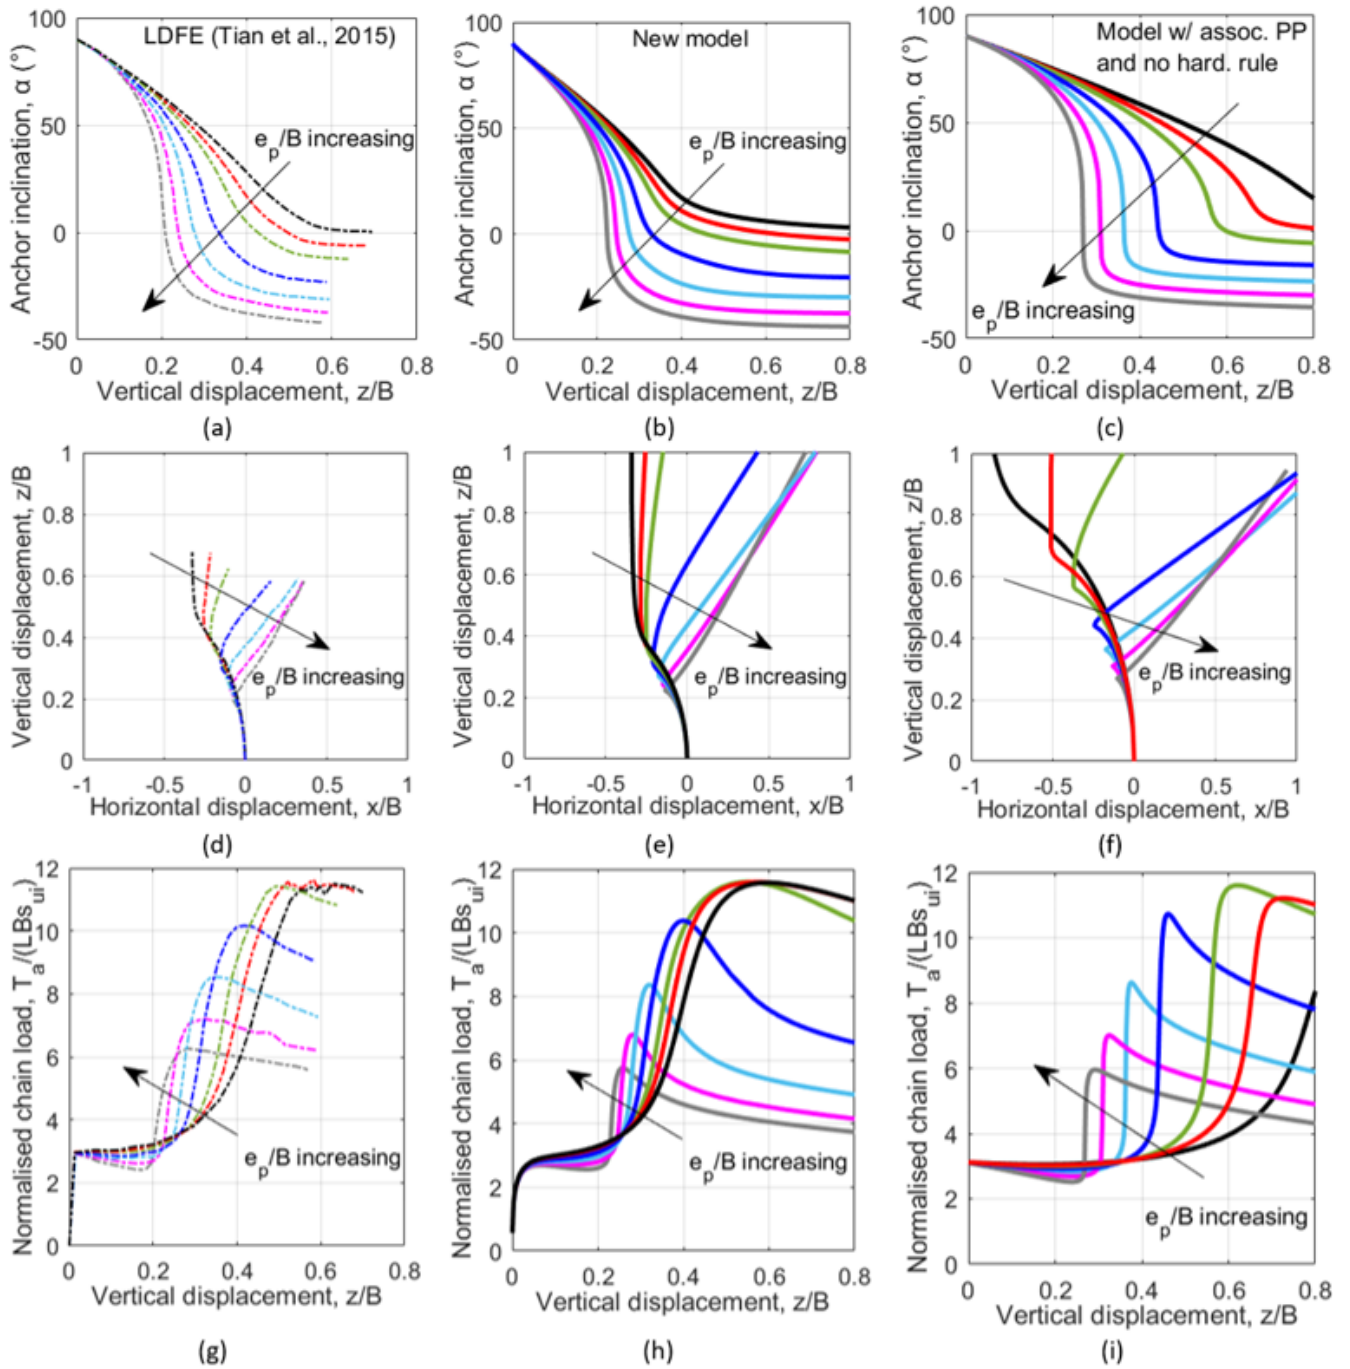 LDFE (Tian et al., 2015)
e_p/B increasing
Anchor inclination, α (°)
100
50
0
-50
0 0.2 0.4 0.6 0.8
Vertical displacement, z/B
(a)
New model
e_p/B increasing
Anchor inclination, α (°)
100
50
0
-50
0 0.2 0.4 0.6 0.8
Vertical displacement, z/B
(b)
Model w/ assoc. PP
and no hard. rule
e_p/B increasing
Anchor inclination, α (°)
100
50
0
-50
0 0.2 0.4 0.6 0.8
Vertical displacement, z/B
(c)
Vertical displacement, z/B
1
0.8
0.6
0.4
0.2
0
e_p/B increasing
-1 -0.5 0 0.5 1
Horizontal displacement, x/B
(d)
Vertical displacement, z/B
1
0.8
0.6
0.4
0.2
0
e_p/B increasing
-1 -0.5 0 0.5 1
Horizontal displacement, x/B
(e)
Vertical displacement, z/B
1
0.8
0.6
0.4
0.2
0
e_p/B increasing
-1 -0.5 0 0.5 1
Horizontal displacement, x/B
(f)
Normalised chain load, T_a/(LBs_ui)
12
10
8
6
4
2
0
e_p/B increasing
0 0.2 0.4 0.6 0.8
Vertical displacement, z/B
(g)
Normalised chain load, T_a/(LBs_ui)
12
10
8
6
4
2
0
e_p/B increasing
0 0.2 0.4 0.6 0.8
Vertical displacement, z/B
(h)
Normalised chain load, T_a/(LBs_ui)
12
10
8
6
4
2
0
e_p/B increasing
0 0.2 0.4 0.6 0.8
Vertical displacement, z/B
(i)